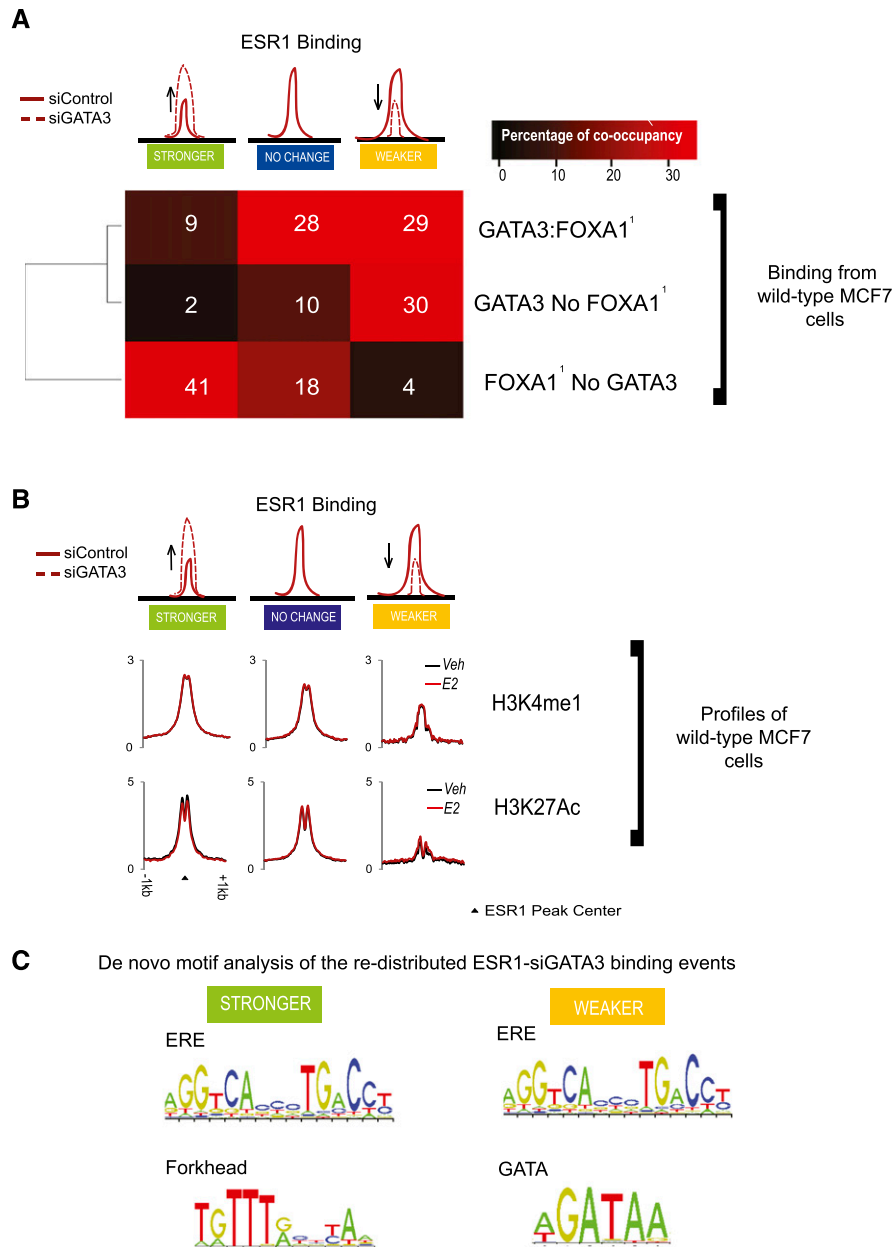 A
ESR1 Binding
siControl
siGATA3
STRONGER
NO CHANGE
WEAKER
Percentage of co-occupancy
0 10 20 30
9 28 29
GATA3:FOXA1¹
2 10 30
GATA3 No FOXA1¹
41 18 4
FOXA1¹ No GATA3
Binding from
wild-type MCF7
cells
B
ESR1 Binding
siControl
siGATA3
STRONGER
NO CHANGE
WEAKER
3
0
3
0
3
0
Veh
E2
H3K4me1
5
0
5
0
5
0
Veh
E2
H3K27Ac
Profiles of
wild-type MCF7
cells
-1kb
+1kb
ESR1 Peak Center
C
De novo motif analysis of the re-distributed ESR1-siGATA3 binding events
STRONGER
WEAKER
ERE
ERE
Forkhead
GATA